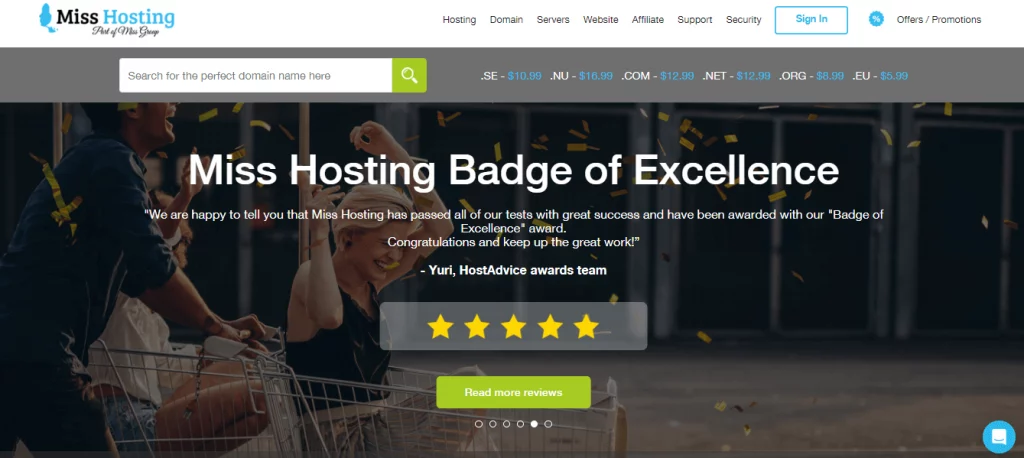 Miss Hosting
Part of Miss Group
Hosting Domain Servers Website Affiliate Support Security Sign In % Offers / Promotions
Search for the perfect domain name here
.SE - $10.99 .NU - $16.99 .COM - $12.99 .NET - $12.99 .ORG - $8.99 .EU - $5.99
Miss Hosting Badge of Excellence
"We are happy to tell you that Miss Hosting has passed all of our tests with great success and have been awarded with our "Badge of
Excellence" award.
Congratulations and keep up the great work!”
- Yuri, HostAdvice awards team
Read more reviews